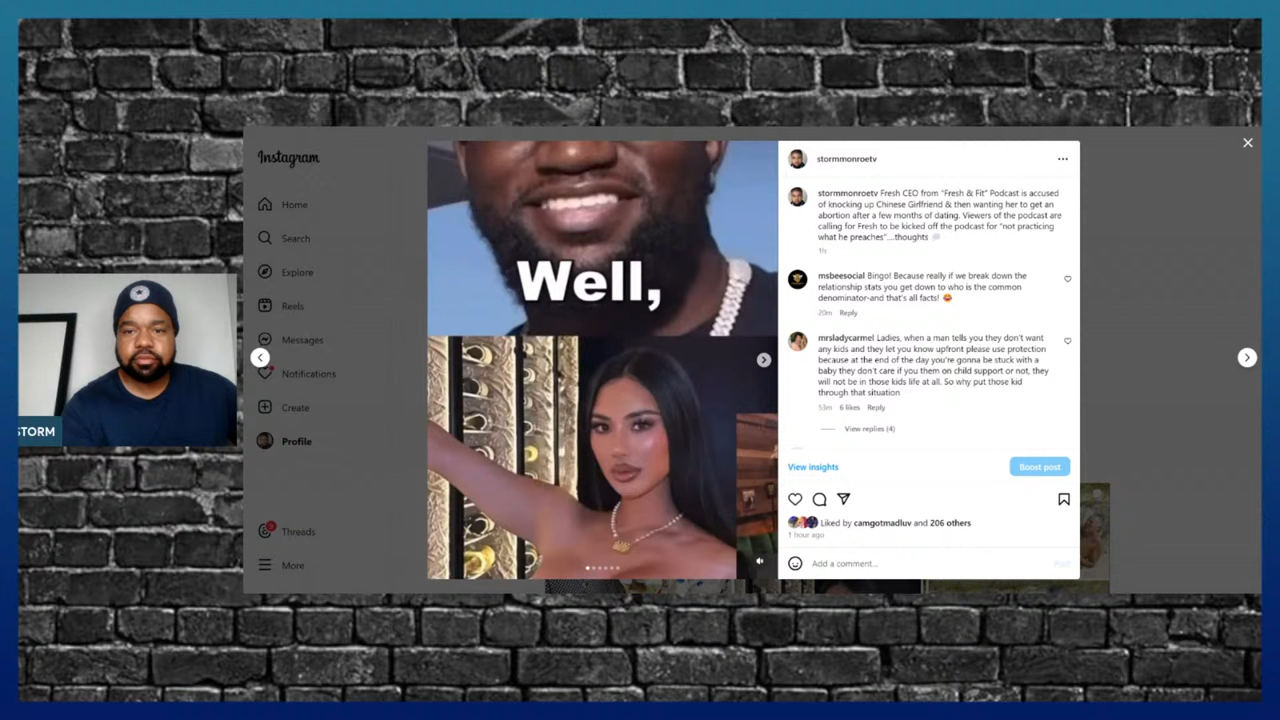 Instagram
Home
Search
Explore
Reels
Messages
Notifications
Create
Profile
Threads
More
STORM
Well,
stormmonroetv
stormmonroetv Fresh CEO from "Fresh & Fit" Podcast is accused
of knocking up Chinese Girlfriend & then wanting her to get an
abortion after a few months of dating. Viewers of the podcast are
calling for Fresh to be kicked off the podcast for "not practicing
what he preaches"....thoughts
1h
msbeesocial Bingo! Because really if we break down the
relationship stats you get down to who is the common
denominator-and that's all facts!
20m Reply
mrsladycarmel Ladies, when a man tells you they don't want
any kids and they let you know upfront please use protection
because at the end of the day you're gonna be stuck with a
baby they don't care if you them on child support or not, they
will not be in those kids life at all. So why put those kid
through that situation
53m 6 likes Reply
View replies (4)
View insights
Boost post
Liked by camgotmadluv and 206 others
1 hour ago
Add a comment...
Post